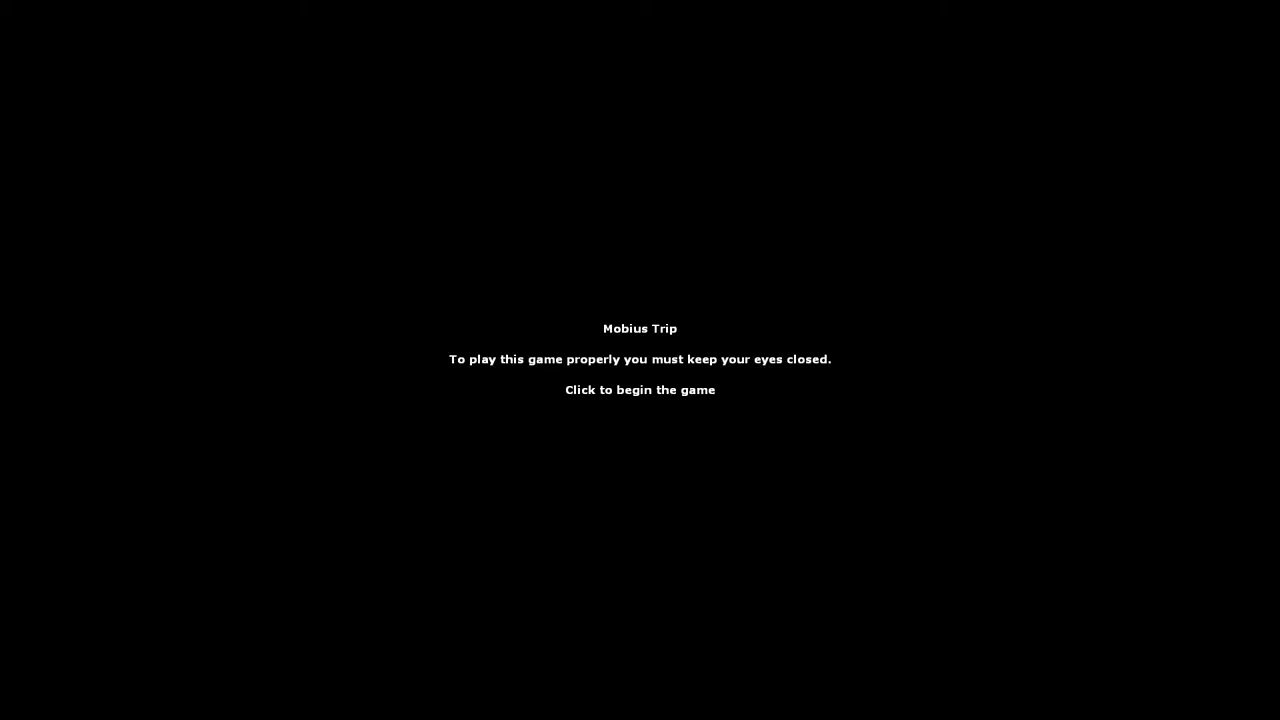 Mobius Trip
To play this game properly you must keep your eyes closed.
Click to begin the game